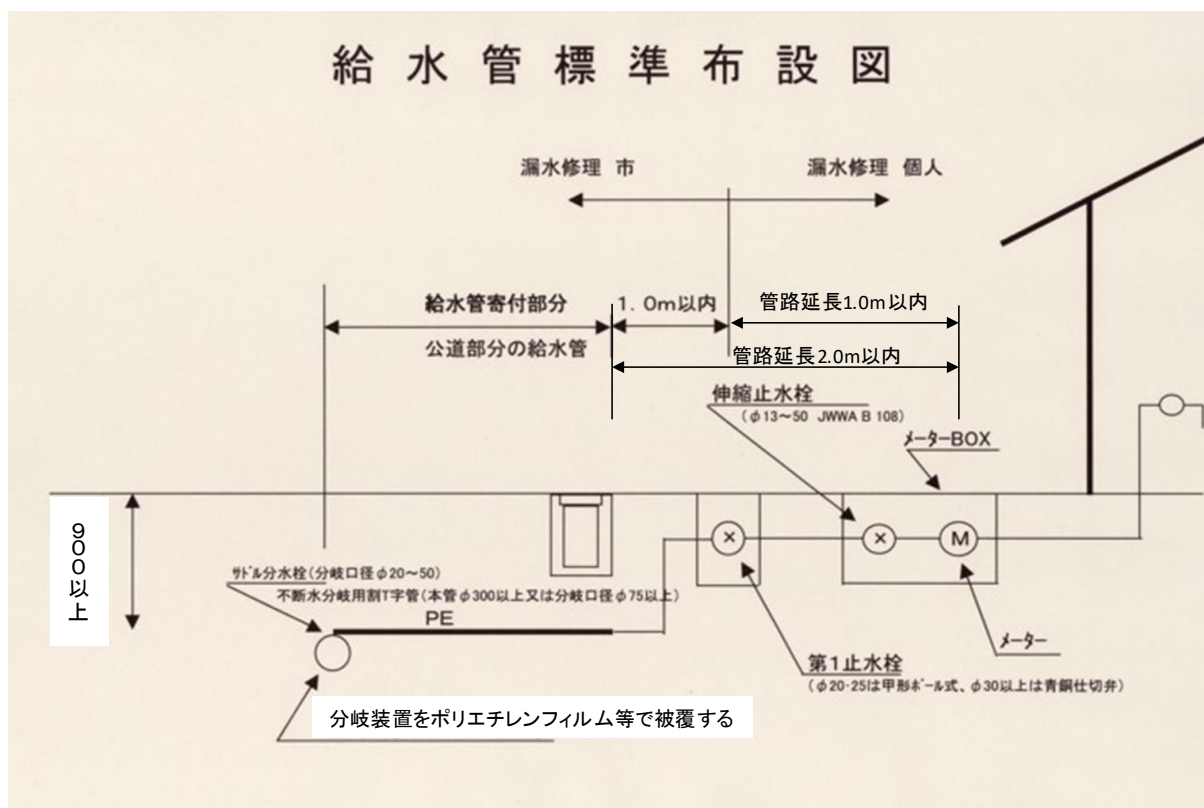 給水管標準布設図
漏水修理 市
漏水修理 個人
給水管寄付部分
1．0m以内
管路延長1.0m以内
公道部分の給水管
管路延長2.0m以内
伸縮止水栓
（φ13～50 JWWA B 108）
メーターBOX
900以上
サドル分水栓（分岐口径φ20～50）
不断水分岐用割T字管（本管φ300以上又は分岐口径φ75以上）
PE
×
×
M
メーター
第1止水栓
（φ20·25は甲形ボール式、φ30以上は青銅仕切弁）
分岐装置をポリエチレンフィルム等で被覆する